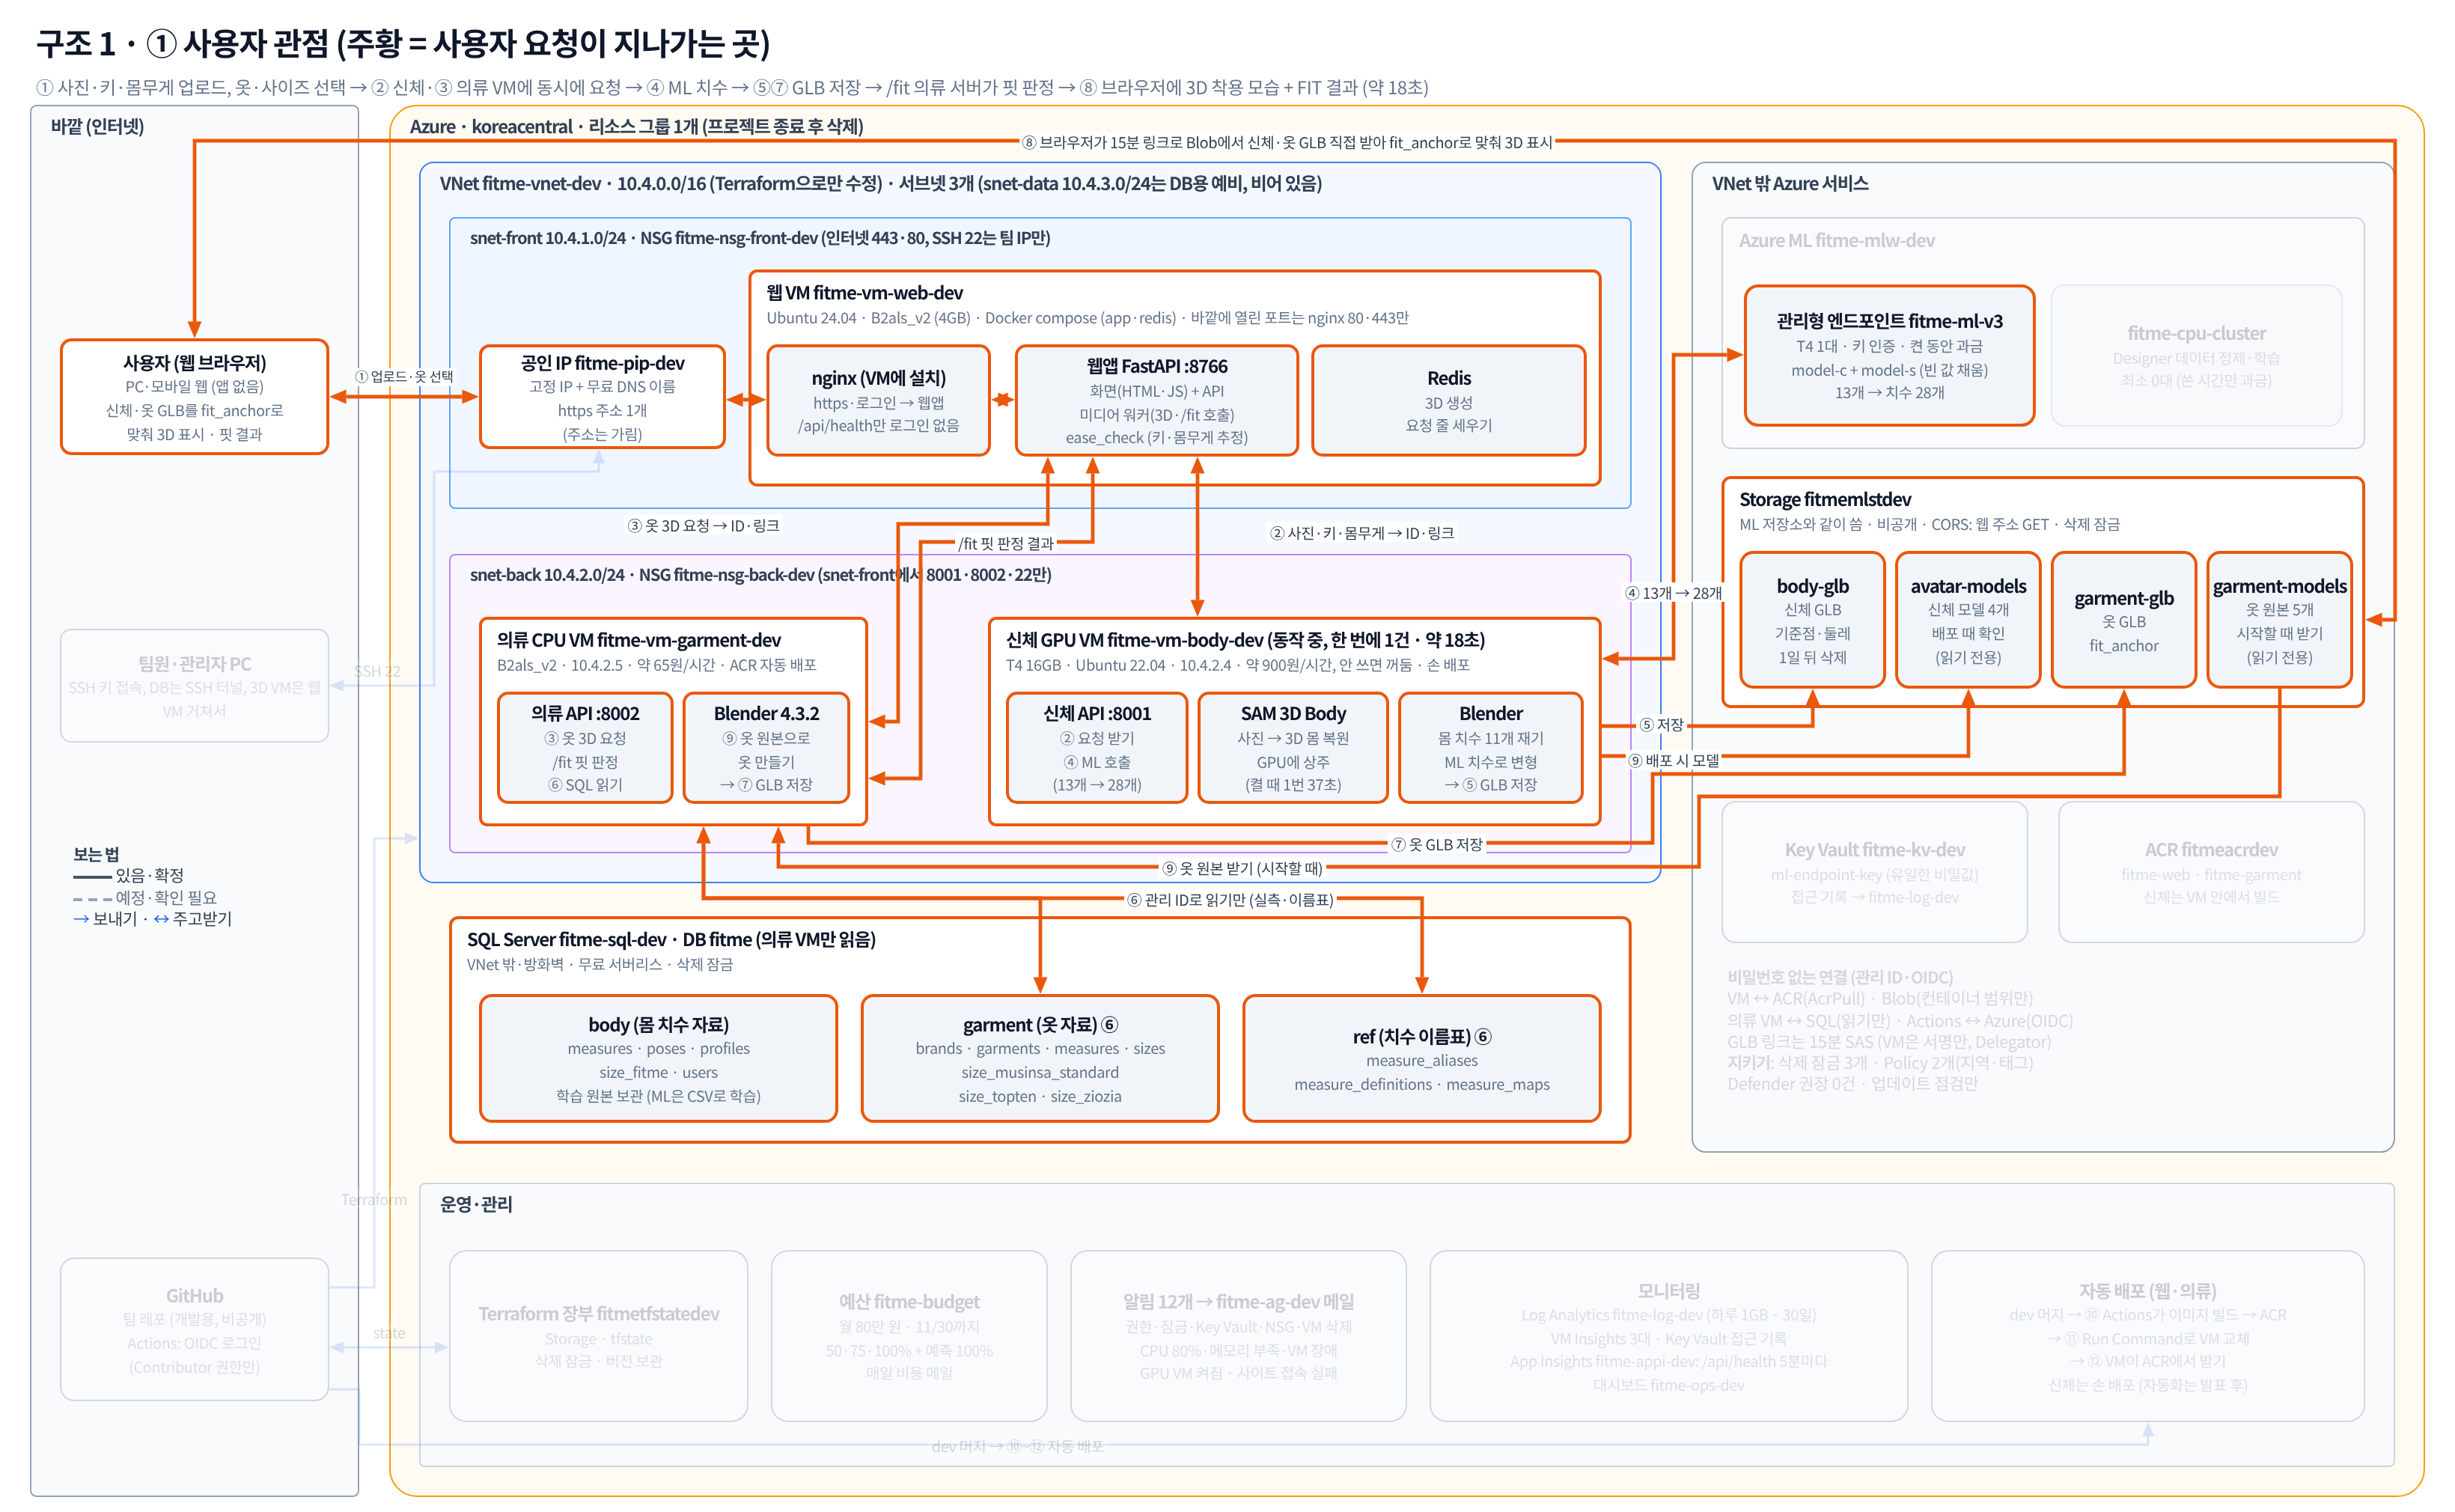 구조 1 · ① 사용자 관점 (주황 = 사용자 요청이 지나가는 곳)
① 사진·키·몸무게 업로드, 옷·사이즈 선택 → ② 신체·③ 의류 VM에 동시에 요청 → ④ ML 치수 → ⑤⑦ GLB 저장 → /fit 의류 서버가 핏 판정 → ⑧ 브라우저에 3D 착용 모습 + FIT 결과 (약 18초)
바깥 (인터넷)
Azure · koreacentral · 리소스 그룹 1개 (프로젝트 종료 후 삭제)
⑧ 브라우저가 15분 링크로 Blob에서 신체·옷 GLB 직접 받아 fit_anchor로 맞춰 3D 표시
VNet fitme-vnet-dev · 10.4.0.0/16 (Terraform으로만 수정) · 서브넷 3개 (snet-data 10.4.3.0/24는 DB용 예비, 비어 있음)
snet-front 10.4.1.0/24 · NSG fitme-nsg-front-dev (인터넷 443·80, SSH 22는 팀 IP만)
웹 VM fitme-vm-web-dev
Ubuntu 24.04 · B2als_v2 (4GB) · Docker compose (app·redis) · 바깥에 열린 포트는 nginx 80·443만
사용자 (웹 브라우저)
PC·모바일 웹 (앱 없음)
신체·옷 GLB를 fit_anchor로
맞춰 3D 표시 · 핏 결과
① 업로드·옷 선택
공인 IP fitme-pip-dev
고정 IP + 무료 DNS 이름
https 주소 1개
(주소는 가림)
nginx (VM에 설치)
https·로그인 → 웹앱
/api/health만 로그인 없음
웹앱 FastAPI :8766
화면(HTML·JS) + API
미디어 워커(3D·/fit 호출)
ease_check (키·몸무게 추정)
Redis
3D 생성
요청 줄 세우기
③ 옷 3D 요청 → ID·링크
/fit 핏 판정 결과
② 사진·키·몸무게 → ID·링크
snet-back 10.4.2.0/24 · NSG fitme-nsg-back-dev (snet-front에서 8001·8002·22만)
의류 CPU VM fitme-vm-garment-dev
B2als_v2 · 10.4.2.5 · 약 65원/시간 · ACR 자동 배포
의류 API :8002
③ 옷 3D 요청
/fit 핏 판정
⑥ SQL 읽기
Blender 4.3.2
⑨ 옷 원본으로
옷 만들기
→ ⑦ GLB 저장
신체 GPU VM fitme-vm-body-dev (동작 중, 한 번에 1건 · 약 18초)
T4 16GB · Ubuntu 22.04 · 10.4.2.4 · 약 900원/시간, 안 쓰면 꺼둠 · 손 배포
신체 API :8001
② 요청 받기
④ ML 호출
(13개 → 28개)
SAM 3D Body
사진 → 3D 몸 복원
GPU에 상주
(켤 때 1번 37초)
Blender
몸 치수 11개 재기
ML 치수로 변형
→ ⑤ GLB 저장
⑦ 옷 GLB 저장
⑨ 옷 원본 받기 (시작할 때)
⑥ 관리 ID로 읽기만 (실측·이름표)
SQL Server fitme-sql-dev · DB fitme (의류 VM만 읽음)
VNet 밖·방화벽 · 무료 서버리스 · 삭제 잠금
body (몸 치수 자료)
measures · poses · profiles
size_fitme · users
학습 원본 보관 (ML은 CSV로 학습)
garment (옷 자료) ⑥
brands · garments · measures · sizes
size_musinsa_standard
size_topten · size_ziozia
ref (치수 이름표) ⑥
measure_aliases
measure_definitions · measure_maps
VNet 밖 Azure 서비스
Azure ML fitme-mlw-dev
관리형 엔드포인트 fitme-ml-v3
T4 1대 · 키 인증 · 켠 동안 과금
model-c + model-s (빈 값 채움)
13개 → 치수 28개
fitme-cpu-cluster
Designer 데이터 정제·학습
최소 0대 (쓴 시간만 과금)
Storage fitmemlstdev
ML 저장소와 같이 씀 · 비공개 · CORS: 웹 주소 GET · 삭제 잠금
body-glb
신체 GLB
기준점·둘레
1일 뒤 삭제
avatar-models
신체 모델 4개
배포 때 확인
(읽기 전용)
garment-glb
옷 GLB
fit_anchor
garment-models
옷 원본 5개
시작할 때 받기
(읽기 전용)
④ 13개 → 28개
⑤ 저장
⑨ 배포 시 모델
Key Vault fitme-kv-dev
ml-endpoint-key (유일한 비밀값)
접근 기록 → fitme-log-dev
ACR fitmeacrdev
fitme-web · fitme-garment
신체는 VM 안에서 빌드
비밀번호 없는 연결 (관리 ID·OIDC)
VM ↔ ACR(AcrPull) · Blob(컨테이너 범위만)
의류 VM ↔ SQL(읽기만) · Actions ↔ Azure(OIDC)
GLB 링크는 15분 SAS (VM은 서명만, Delegator)
지키기: 삭제 잠금 3개 · Policy 2개(지역·태그)
Defender 권장 0건 · 업데이트 점검만
팀원·관리자 PC
SSH 키 접속, DB는 SSH 터널, 3D VM은 웹
VM 거쳐서
SSH 22
보는 법
있음·확정
예정·확인 필요
→ 보내기 · ↔ 주고받기
Terraform
GitHub
팀 레포 (개발용, 비공개)
Actions: OIDC 로그인
(Contributor 권한만)
state
운영·관리
Terraform 장부 fitmetfstatedev
Storage · tfstate
삭제 잠금 · 버전 보관
예산 fitme-budget
월 80만 원 · 11/30까지
50·75·100% + 예측 100%
매일 비용 메일
알림 12개 → fitme-ag-dev 메일
권한·잠금·Key Vault·NSG·VM 삭제
CPU 80%·메모리 부족·VM 장애
GPU VM 켜짐 · 사이트 접속 실패
모니터링
Log Analytics fitme-log-dev (하루 1GB · 30일)
VM Insights 3대 · Key Vault 접근 기록
App Insights fitme-appi-dev: /api/health 5분마다
대시보드 fitme-ops-dev
자동 배포 (웹·의류)
dev 머지 → ⑩ Actions가 이미지 빌드 → ACR
→ ⑪ Run Command로 VM 교체
→ ⑫ VM이 ACR에서 받기
신체는 손 배포 (자동화는 발표 후)
dev 머지 → ⑩~⑫ 자동 배포